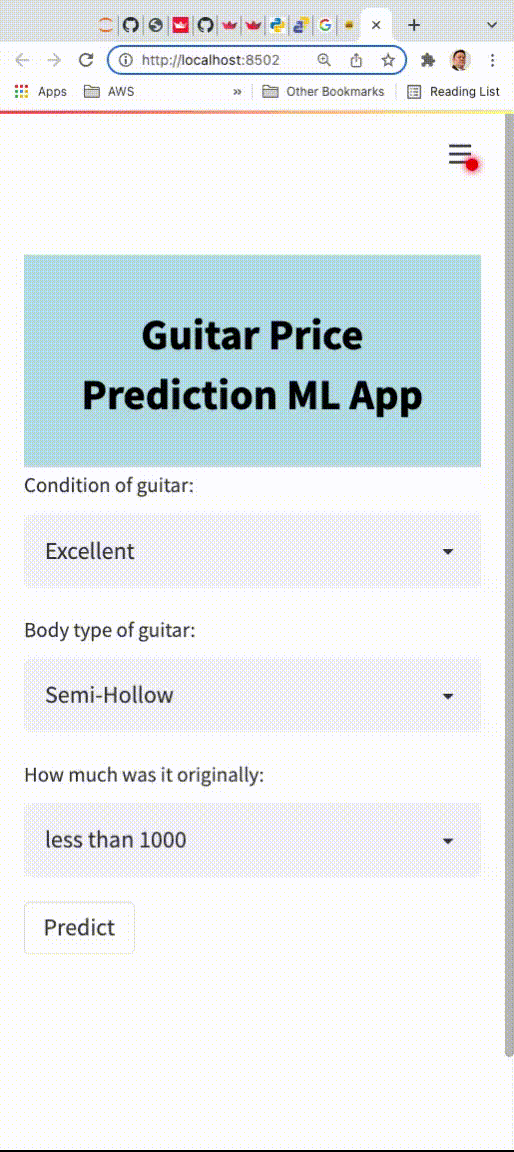 http://localhost:8502
Apps AWS » Other Bookmarks Reading List
Guitar Price
Prediction ML App
Condition of guitar:
Excellent
Body type of guitar:
Semi-Hollow
How much was it originally:
less than 1000
Predict